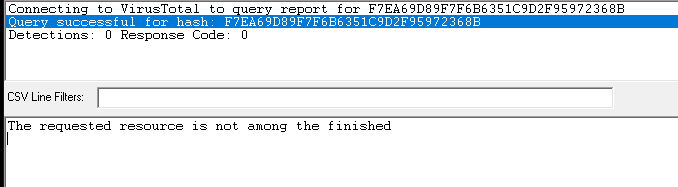 Connecting to VirusTotal to query report for F7EA69D89F7F6B6351C9D2F95972368B
Query successful for hash: F7EA69D89F7F6B6351C9D2F95972368B
Detections: 0 Response Code: 0
CSV Line Filters:
The requested resource is not among the finished